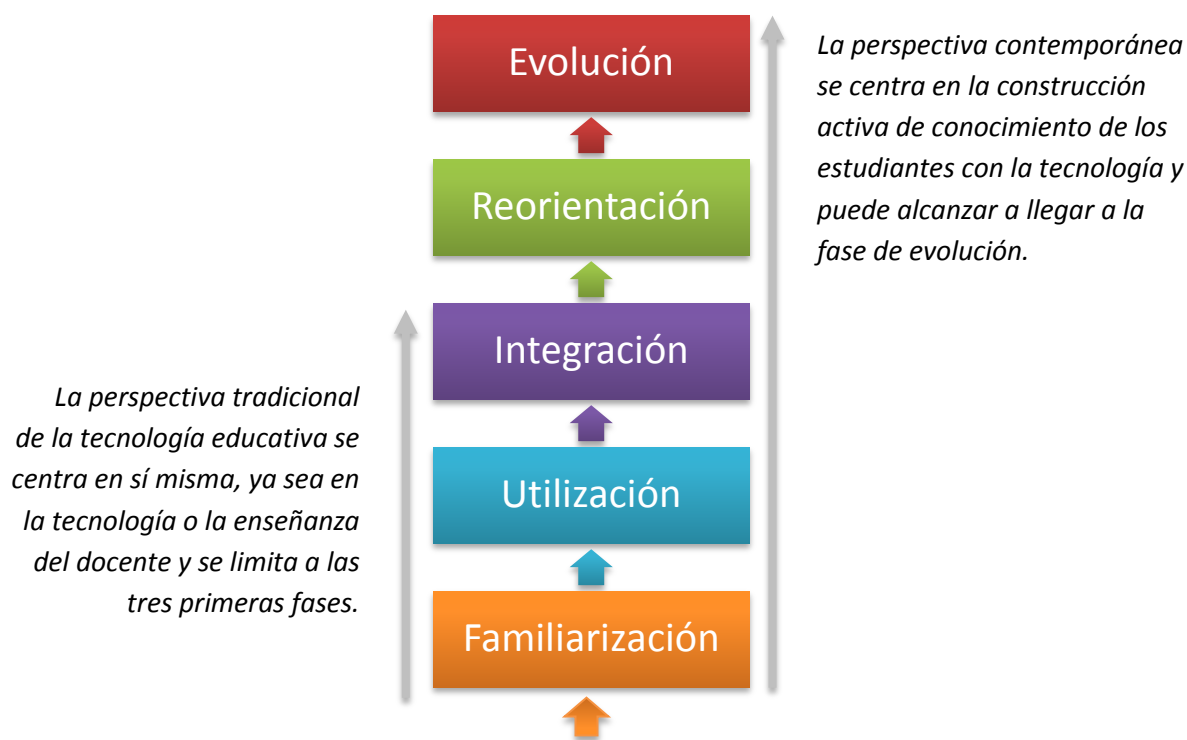 Evolución
La perspectiva contemporánea
se centra en la construcción
activa de conocimiento de los
estudiantes con la tecnología y
puede alcanzar a llegar a la
fase de evolución.
Reorientación
Integración
La perspectiva tradicional
de la tecnología educativa se
centra en sí misma, ya sea en
la tecnología o la enseñanza
del docente y se limita a las
tres primeras fases.
Utilización
Familiarización